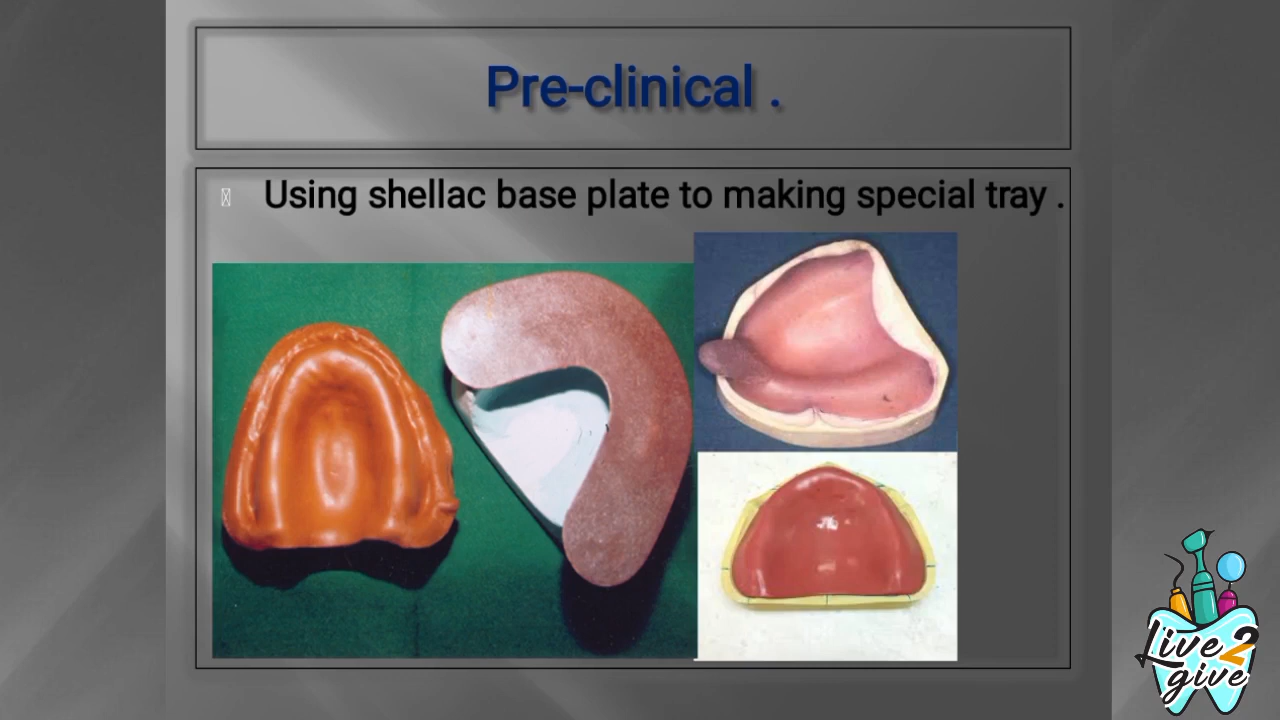 Pre-clinical .
Using shellac base plate to making special tray .
Live 2
give